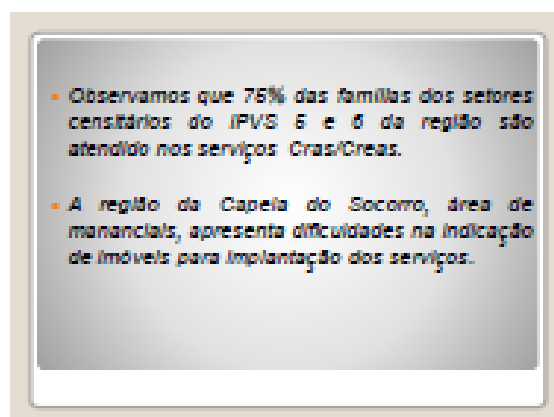 Observamos que 76% das famílias dos setores
censitários do IPVS 5 e 6 da região são
atendido nos serviços Cras/Creas.
A região da Capela do Socorro, área de
mananciais, apresenta dificuldades na indicação
de imóveis para implantação dos serviços.